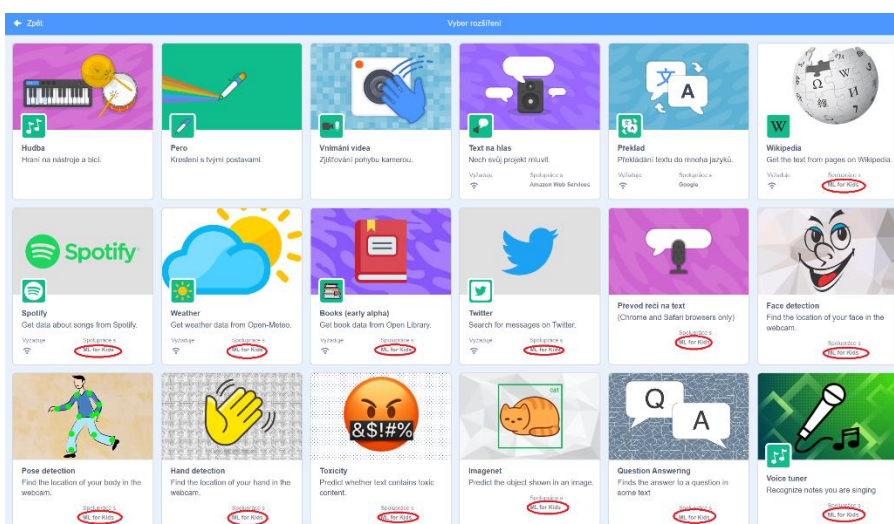 Zpět
Vyber rozšíření
Hudba
Hraní na nástroje a bicí.
Pero
Kreslení s tvými postavami.
Vnímání videa
Zjišťování pohybu kamerou.
Text na hlas
Nech svůj projekt mluvit.
Vyžaduje
Spolupráce s
Amazon Web Services
文
A
Překlad
Překládání textu do mnoha jazyků.
Vyžaduje
Spolupráce s
Google
Ω
W
И
W
Wikipedia
Get the text from pages on Wikipedia.
Vyžaduje
Spolupráce s
ML for Kids
Spotify
Spotify
Get data about songs from Spotify.
Vyžaduje
Spolupráce s
ML for Kids
Weather
Get weather data from Open-Meteo.
Vyžaduje
Spolupráce s
ML for Kids
Books (early alpha)
Get book data from Open Library.
Vyžaduje
Spolupráce s
ML for Kids
Twitter
Search for messages on Twitter.
Vyžaduje
Spolupráce s
ML for Kids
Prevod reči na text
(Chrome and Safari browsers only)
Spolupráce s
ML for Kids
Face detection
Find the location of your face in the
webcam.
Spolupráce s
ML for Kids
Pose detection
Find the location of your body in the
webcam.
Spolupráce s
ML for Kids
Hand detection
Find the location of your hand in the
webcam.
Spolupráce s
ML for Kids
&$!#%
Toxicity
Predict whether text contains toxic
content.
Spolupráce s
ML for Kids
cat
Imagenet
Predict the object shown in an image.
Spolupráce s
ML for Kids
Q
A
Question Answering
Finds the answer to a question in
some text
Spolupráce s
ML for Kids
Voice tuner
Recognize notes you are singing
Spolupráce s
ML for Kids